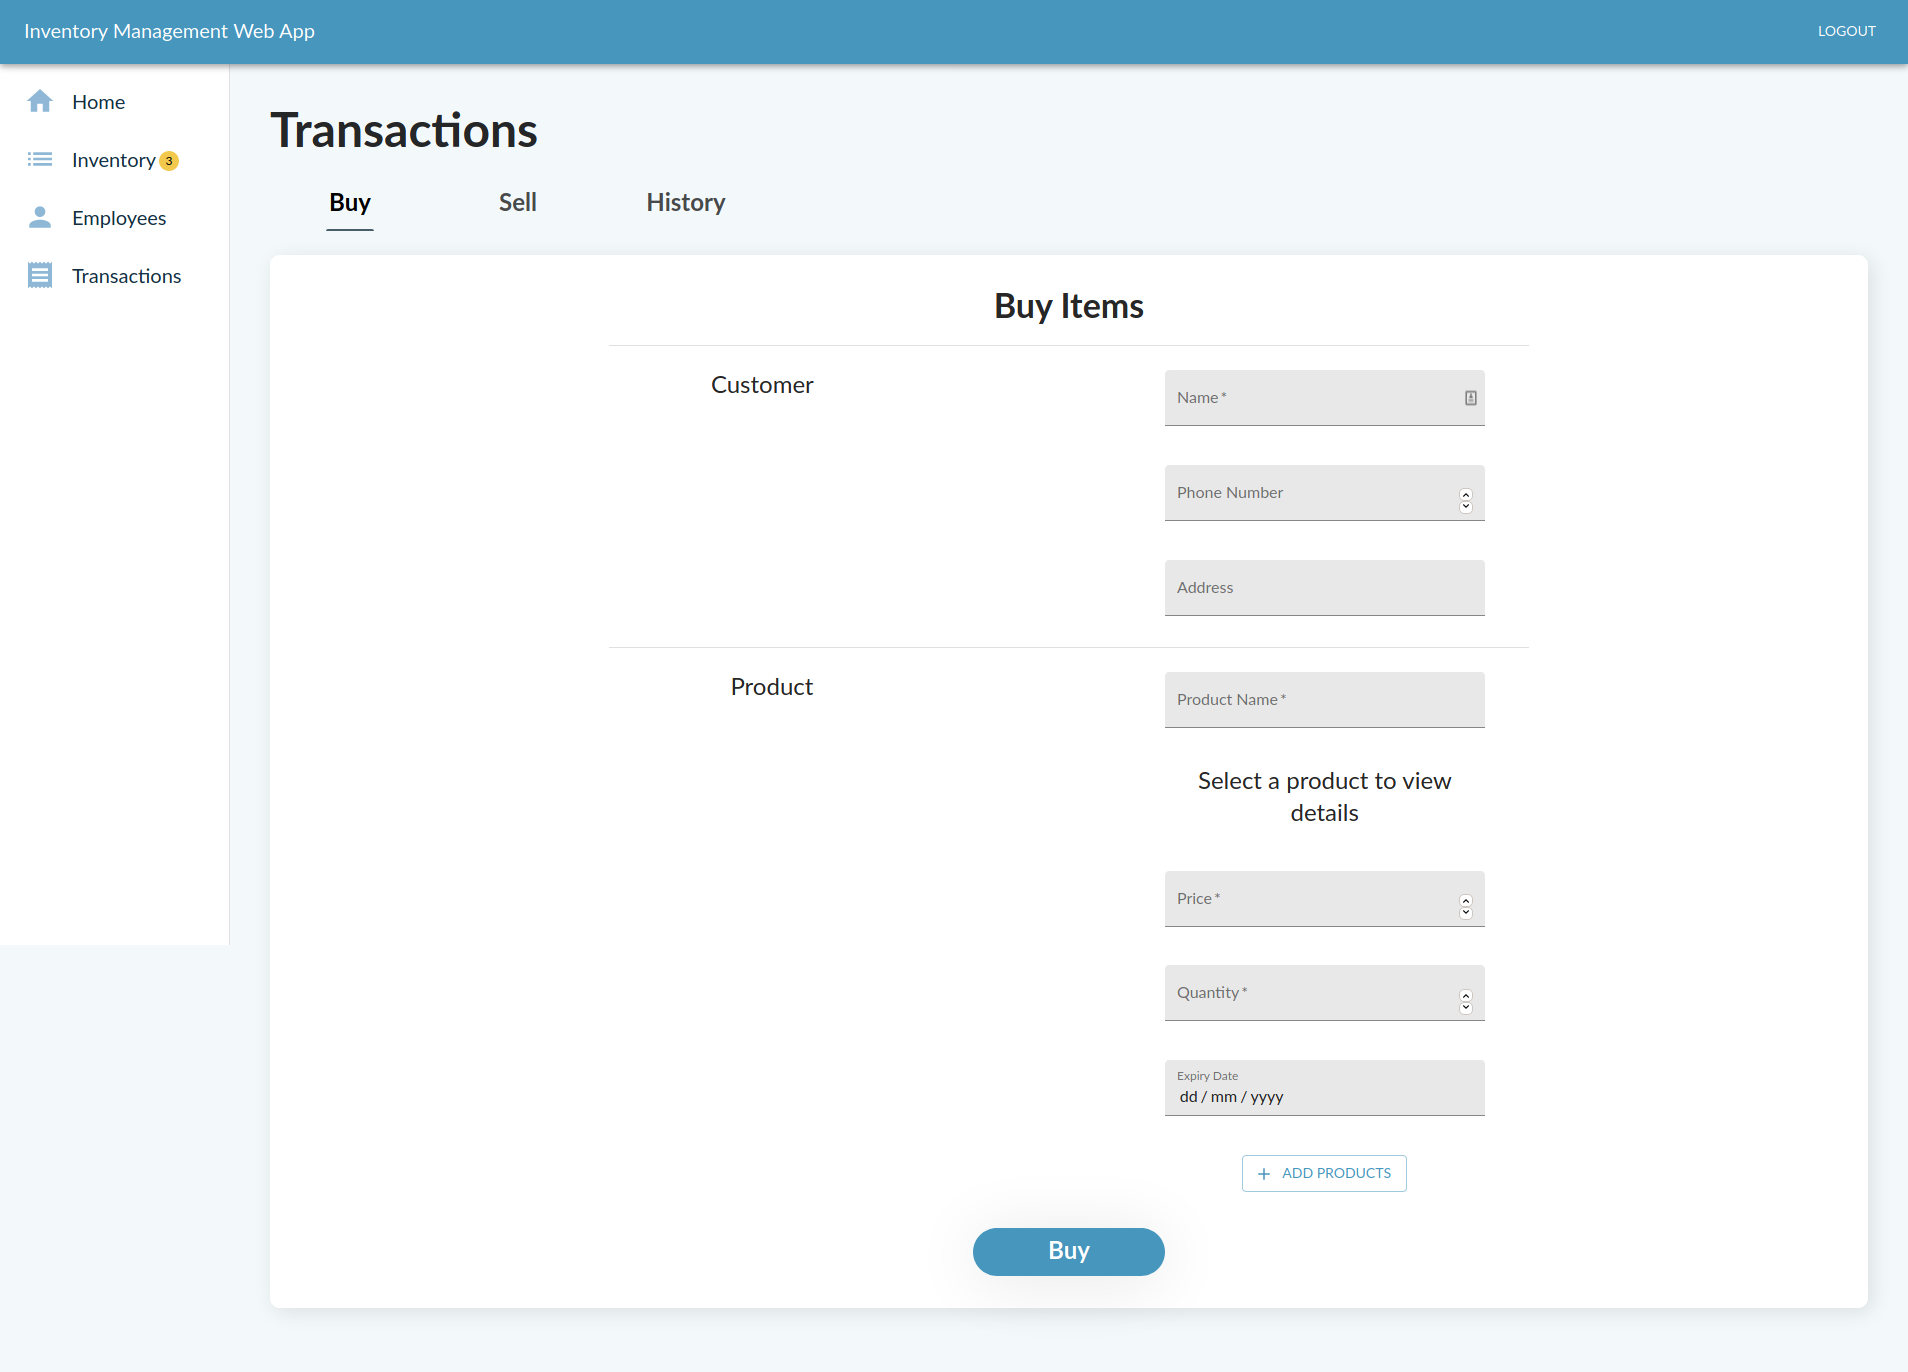 Inventory Management Web App
LOGOUT
Home
Inventory 3
Employees
Transactions
Transactions
Buy
Sell
History
Buy Items
Customer
Name *
Phone Number
Address
Product
Product Name *
Select a product to view
details
Price *
Quantity *
Expiry Date
dd / mm / yyyy
+ ADD PRODUCTS
Buy